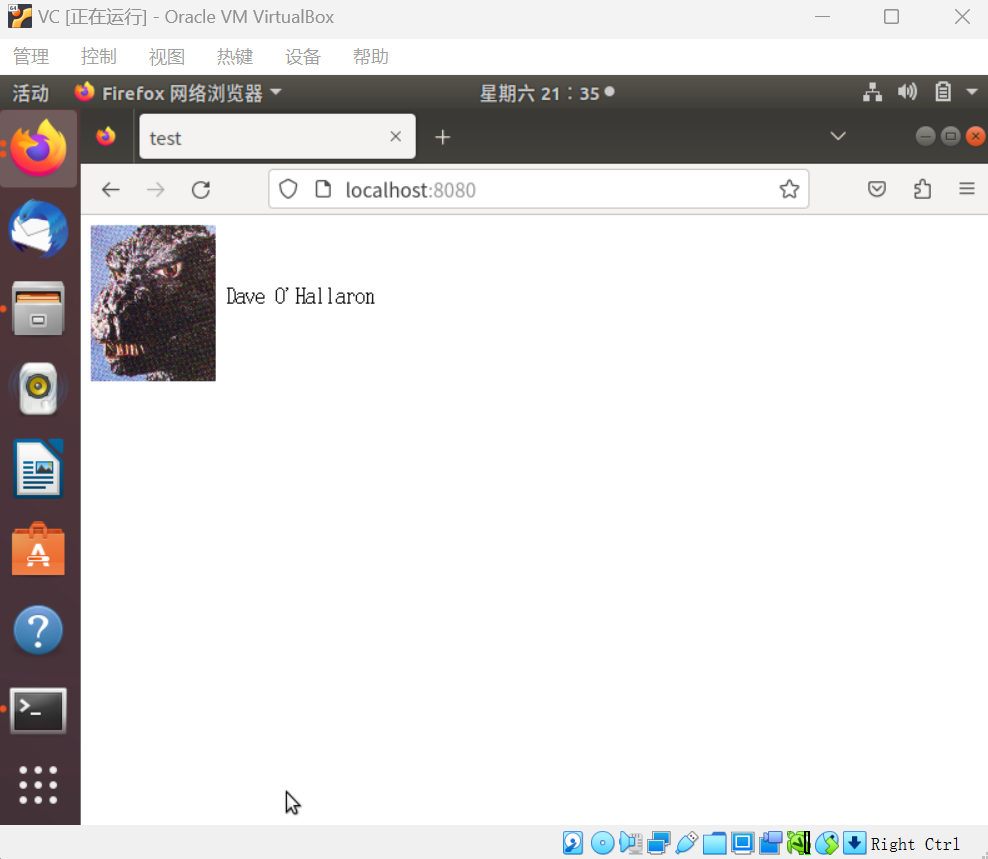 VC [正在运行] - Oracle VM VirtualBox
管理 控制 视图 热键 设备 帮助
活动 Firefox 网络浏览器 星期六 21：35
test
localhost:8080
Dave O'Hallaron
Right Ctrl